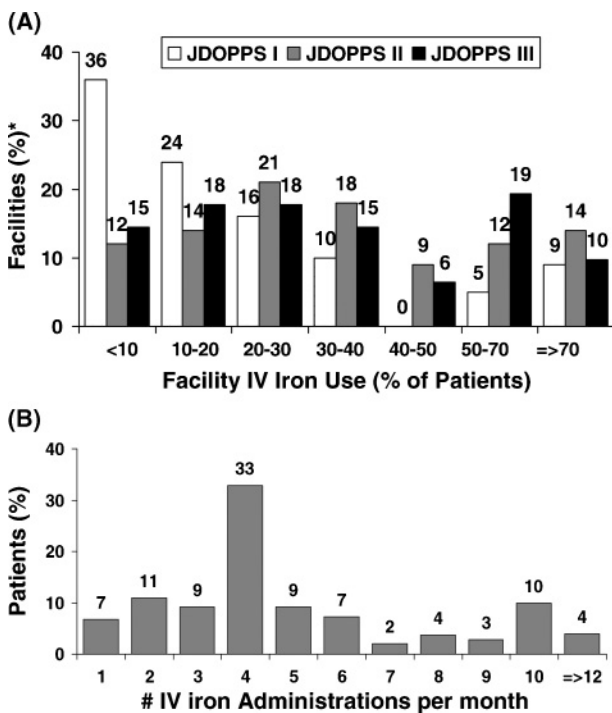 (A)
JDOPPS I JDOPPS II JDOPPS III
Facilities (%)*
40
30
20
10
0
36 12 15
24 14 18
16 21 18
10 18 15
0 9 6
5 12 19
9 14 10
<10 10-20 20-30 30-40 40-50 50-70 =>70
Facility IV Iron Use (% of Patients)
(B)
Patients (%)
40
30
20
10
0
7 11 9 33 9 7 2 4 3 10 4
1 2 3 4 5 6 7 8 9 10 =>12
# IV iron Administrations per month